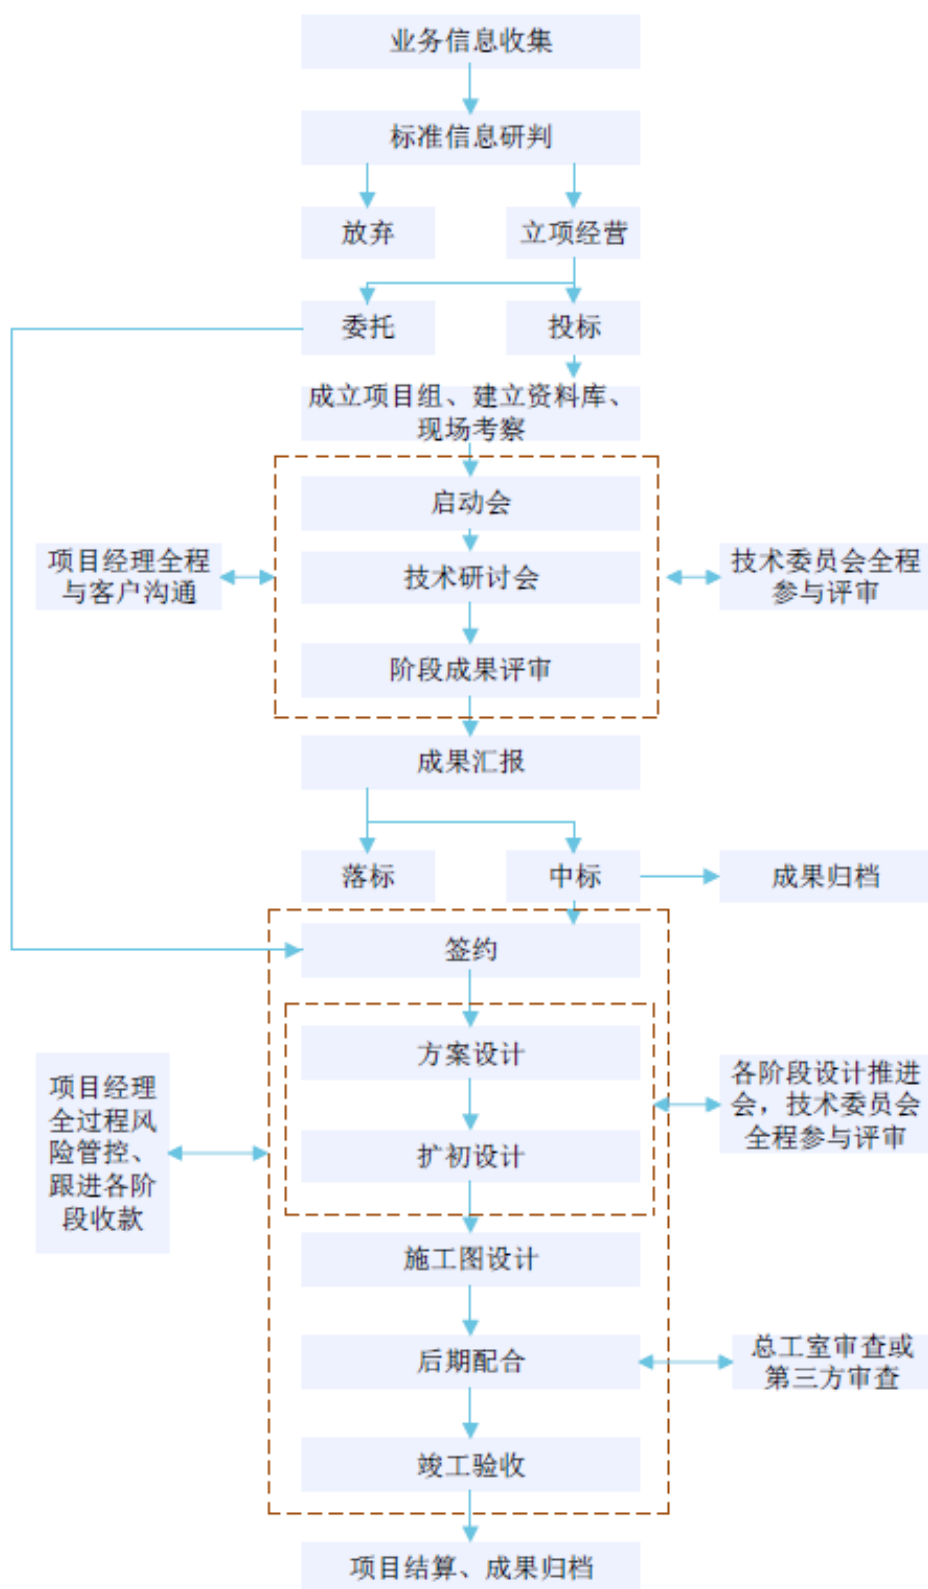 业务信息收集
标准信息研判
放弃
立项经营
委托
投标
成立项目组、建立资料库、
现场考察
启动会
项目经理全程
与客户沟通
技术研讨会
技术委员会全程
参与评审
阶段成果评审
成果汇报
落标
中标
成果归档
签约
方案设计
项目经理
全过程风
险管控、
跟进各阶
段收款
各阶段设计推进
会，技术委员会
全程参与评审
扩初设计
施工图设计
后期配合
总工室审查或
第三方审查
竣工验收
项目结算、成果归档